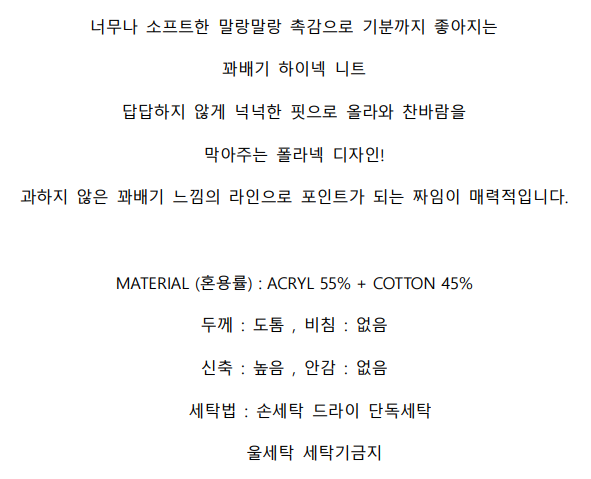 너무나 소프트한 말랑말랑 촉감으로 기분까지 좋아지는
꽈배기 하이넥 니트
답답하지 않게 넉넉한 핏으로 올라와 찬바람을
막아주는 폴라넥 디자인!
과하지 않은 꽈배기 느낌의 라인으로 포인트가 되는 짜임이 매력적입니다.
MATERIAL (혼용률) : ACRYL 55% + COTTON 45%
두께 : 도톰 , 비침 : 없음
신축 : 높음 , 안감 : 없음
세탁법 : 손세탁 드라이 단독세탁
울세탁 세탁기금지